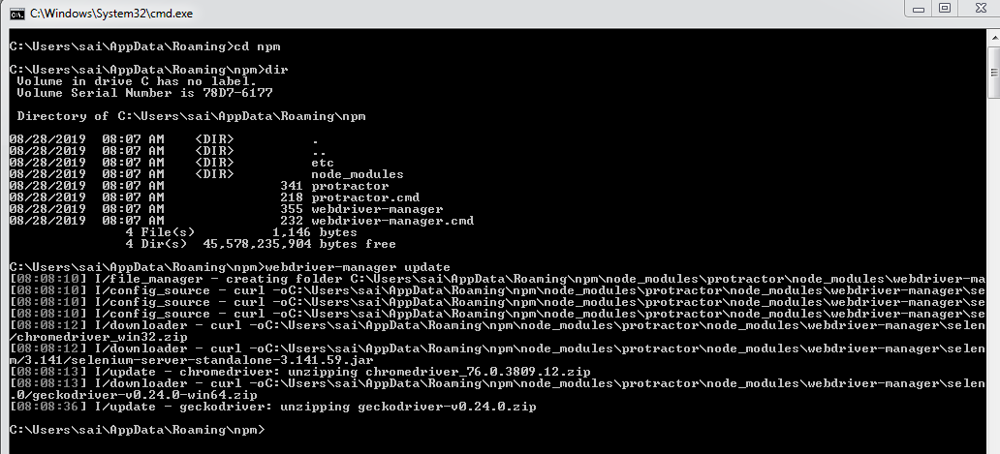 C:\Windows\System32\cmd.exe
C:\Users\sai\AppData\Roaming>cd npm
C:\Users\sai\AppData\Roaming\npm>dir
Volume in drive C has no label.
Volume Serial Number is 78D7-6177
Directory of C:\Users\sai\AppData\Roaming\npm
08/28/2019  08:07 AM    <DIR>          .
08/28/2019  08:07 AM    <DIR>          ..
08/28/2019  08:07 AM    <DIR>          etc
08/28/2019  08:07 AM    <DIR>          node_modules
08/28/2019  08:07 AM               341 protractor
08/28/2019  08:07 AM               218 protractor.cmd
08/28/2019  08:07 AM               355 webdriver-manager
08/28/2019  08:07 AM               232 webdriver-manager.cmd
4 File(s)          1,146 bytes
4 Dir(s)  45,578,235,904 bytes free
C:\Users\sai\AppData\Roaming\npm>webdriver-manager update
[08:08:10] I/file_manager - creating folder C:\Users\sai\AppData\Roaming\npm\node_modules\protractor\node_modules\webdriver-ma
[08:08:10] I/config_source - curl -oC:\Users\sai\AppData\Roaming\npm\node_modules\protractor\node_modules\webdriver-manager\se
[08:08:10] I/config_source - curl -oC:\Users\sai\AppData\Roaming\npm\node_modules\protractor\node_modules\webdriver-manager\se
[08:08:10] I/config_source - curl -oC:\Users\sai\AppData\Roaming\npm\node_modules\protractor\node_modules\webdriver-manager\se
[08:08:12] I/downloader - curl -oC:\Users\sai\AppData\Roaming\npm\node_modules\protractor\node_modules\webdriver-manager\selen
/chromedriver_win32.zip
[08:08:12] I/downloader - curl -oC:\Users\sai\AppData\Roaming\npm\node_modules\protractor\node_modules\webdriver-manager\selen
m/3.141/selenium-server-standalone-3.141.59.jar
[08:08:13] I/update - chromedriver: unzipping chromedriver_76.0.3809.12.zip
[08:08:13] I/downloader - curl -oC:\Users\sai\AppData\Roaming\npm\node_modules\protractor\node_modules\webdriver-manager\selen
.0/geckodriver-v0.24.0-win64.zip
[08:08:36] I/update - geckodriver: unzipping geckodriver-v0.24.0.zip
C:\Users\sai\AppData\Roaming\npm>